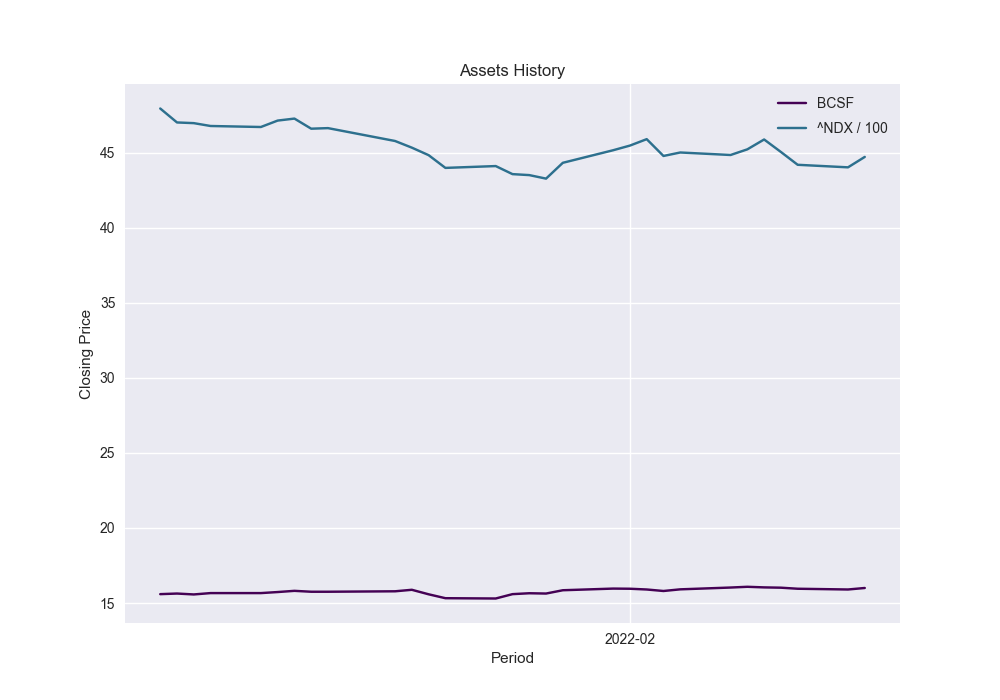 Assets History
BCSF
^NDX / 100
45
40
35
30
25
20
15
Closing Price
2022-02
Period